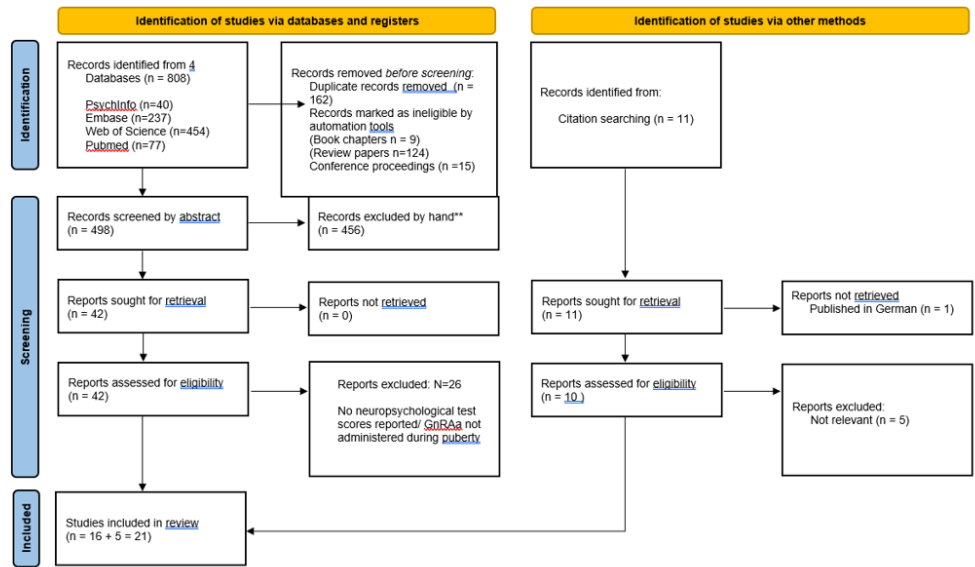 Identification of studies via databases and registers
Identification of studies via other methods
Identification
Records identified from 4
Databases (n = 808)
PsychInfo (n=40)
Embase (n=237)
Web of Science (n=454)
Pubmed (n=77)
Records removed before screening:
Duplicate records removed (n =
162)
Records marked as ineligible by
automation tools
(Book chapters n = 9)
(Review papers n=124)
Conference proceedings (n =15)
Records identified from:
Citation searching (n = 11)
Screening
Records screened by abstract
(n = 498)
Records excluded by hand**
(n = 456)
Reports sought for retrieval
(n = 42)
Reports not retrieved
(n = 0)
Reports sought for retrieval
(n = 11)
Reports not retrieved
Published in German (n = 1)
Reports assessed for eligibility
(n = 42)
Reports excluded: N=26
No neuropsychological test
scores reported/ GnRAa not
administered during puberty
Reports assessed for eligibility
(n = 10 )
Reports excluded:
Not relevant (n = 5)
Included
Studies included in review
(n = 16 + 5 = 21)